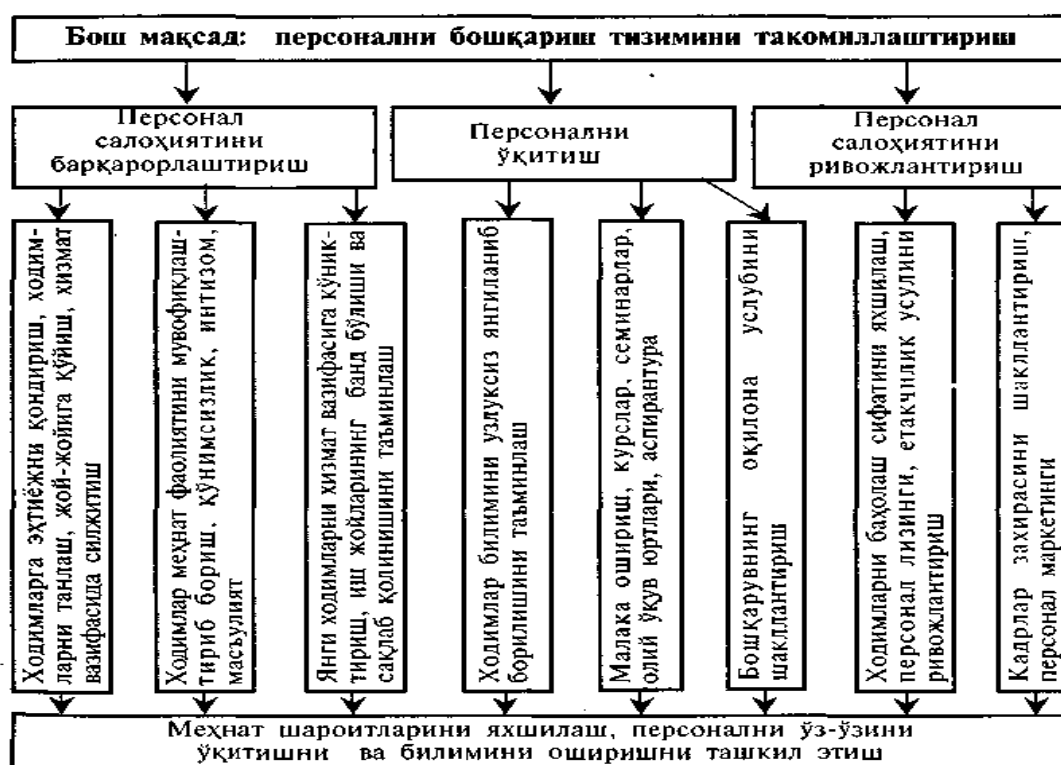 Бош мақсад: персонални бошқариш тизимини такомиллаштириш
Персонал
салоҳиятини
барқарорлаштириш
Персонални
ўқитиш
Персонал
салоҳиятини
ривожлантириш
Ходимларга эҳтиёжни қондириш, ходим-
ларни танлаш, жой-жойига қўйиш, хизмат
вазифасида силжитиш
Ходимлар меҳнат фаолиятини мувофиқлаш-
тириб бориш. қўнимсизлик, интизом,
масъулият
Янги ходимларни хизмат вазифасига кўник-
тириш, иш жойларининг банд бўлиши ва
сақлаб қолинишини таъминлаш
Ходимлар билимини узлуксиз янгиланиб
борилишини таъминлаш
Малака ошириш, курслар, семинарлар,
олий ўқув юртлари, аспирантура
Бошқарувнинг оқилона услубини
шакллантириш
Ходимларни баҳолаш сифатини яхшилаш,
персонал лизинги, етакчилик усулини
ривожлантириш
Кадрлар захирасини шакллантириш,
персонал маркетинги
Меҳнат шароитларини яхшилаш, персонални ўз-ўзини
ўқитишни ва билимини оширишни ташкил этиш